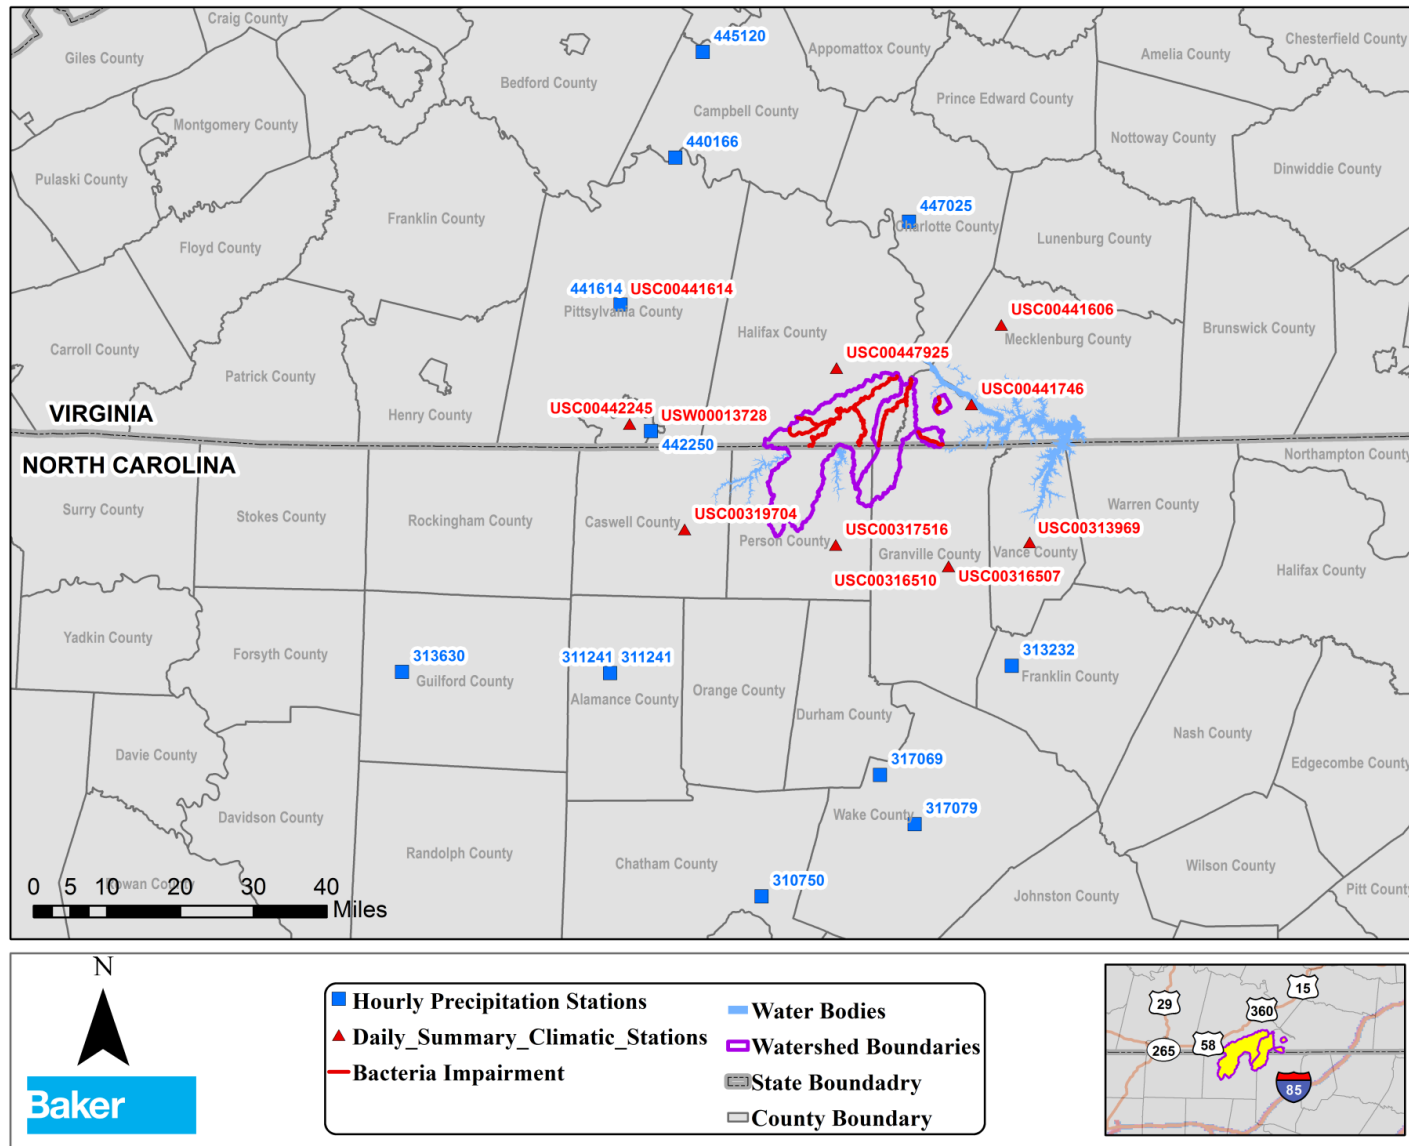 Craig County
445120
Giles County
Appomattox County
Chesterfield County
Amelia County
Bedford County
Prince Edward County
Campbell County
Montgomery County
Nottoway County
440166
Dinwiddie County
Pulaski County
447025
Franklin County
Charlotte County
Lunenburg County
Floyd County
441614 USC00441614
Pittsylvania County
USC00441606
Halifax County
Mecklenburg County
Brunswick County
Carroll County
USC00447925
Patrick County
USC00441746
Henry County
USC00442245
USW00013728
VIRGINIA
442250
NORTH CAROLINA
Northampton County
Surry County
Stokes County
Rockingham County
Caswell County
USC00319704
Warren County
USC00317516
USC00313969
Person County
Granville County
Vance County
USC00316510
USC00316507
Halifax County
Yadkin County
Forsyth County
313630
311241 311241
313232
Guilford County
Franklin County
Alamance County
Orange County
Durham County
Nash County
Davie County
317069
Edgecombe County
Davidson County
Wake County
317079
Randolph County
Chatham County
Wilson County
Rowan County
310750
Johnston County
Pitt County
0 5 10 20 30 40
Miles
N
Baker
Hourly Precipitation Stations
Daily_Summary_Climatic_Stations
Bacteria Impairment
Water Bodies
Watershed Boundaries
State Boundadry
County Boundary
15
29
360
58
265
85